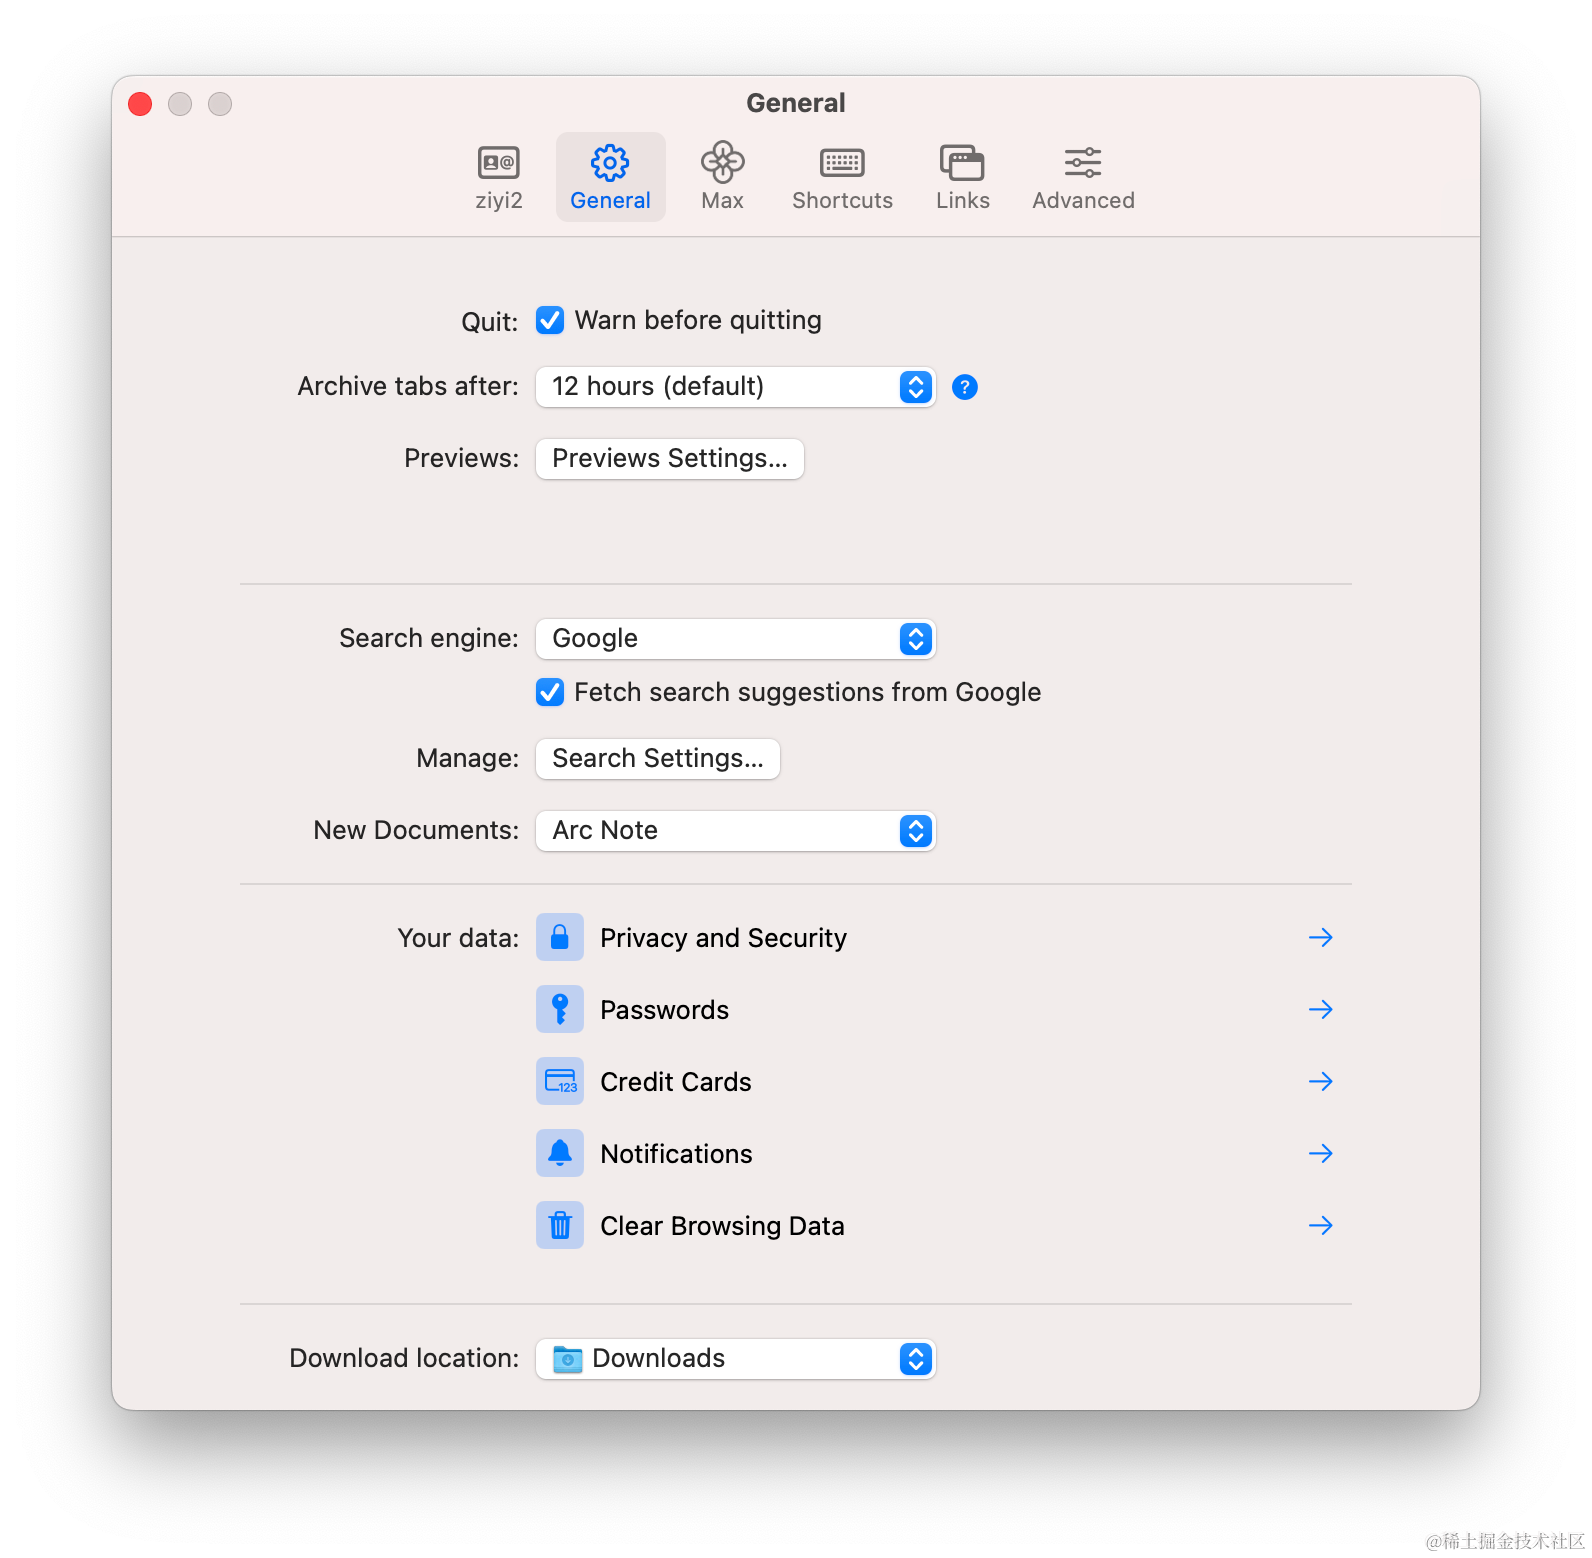 General
ziyi2 General Max Shortcuts Links Advanced
Quit: Warn before quitting
Archive tabs after: 12 hours (default) ?
Previews: Previews Settings...
Search engine: Google
Fetch search suggestions from Google
Manage: Search Settings...
New Documents: Arc Note
Your data: Privacy and Security
Passwords
123 Credit Cards
Notifications
Clear Browsing Data
Download location: Downloads
@稀土掘金技术社区